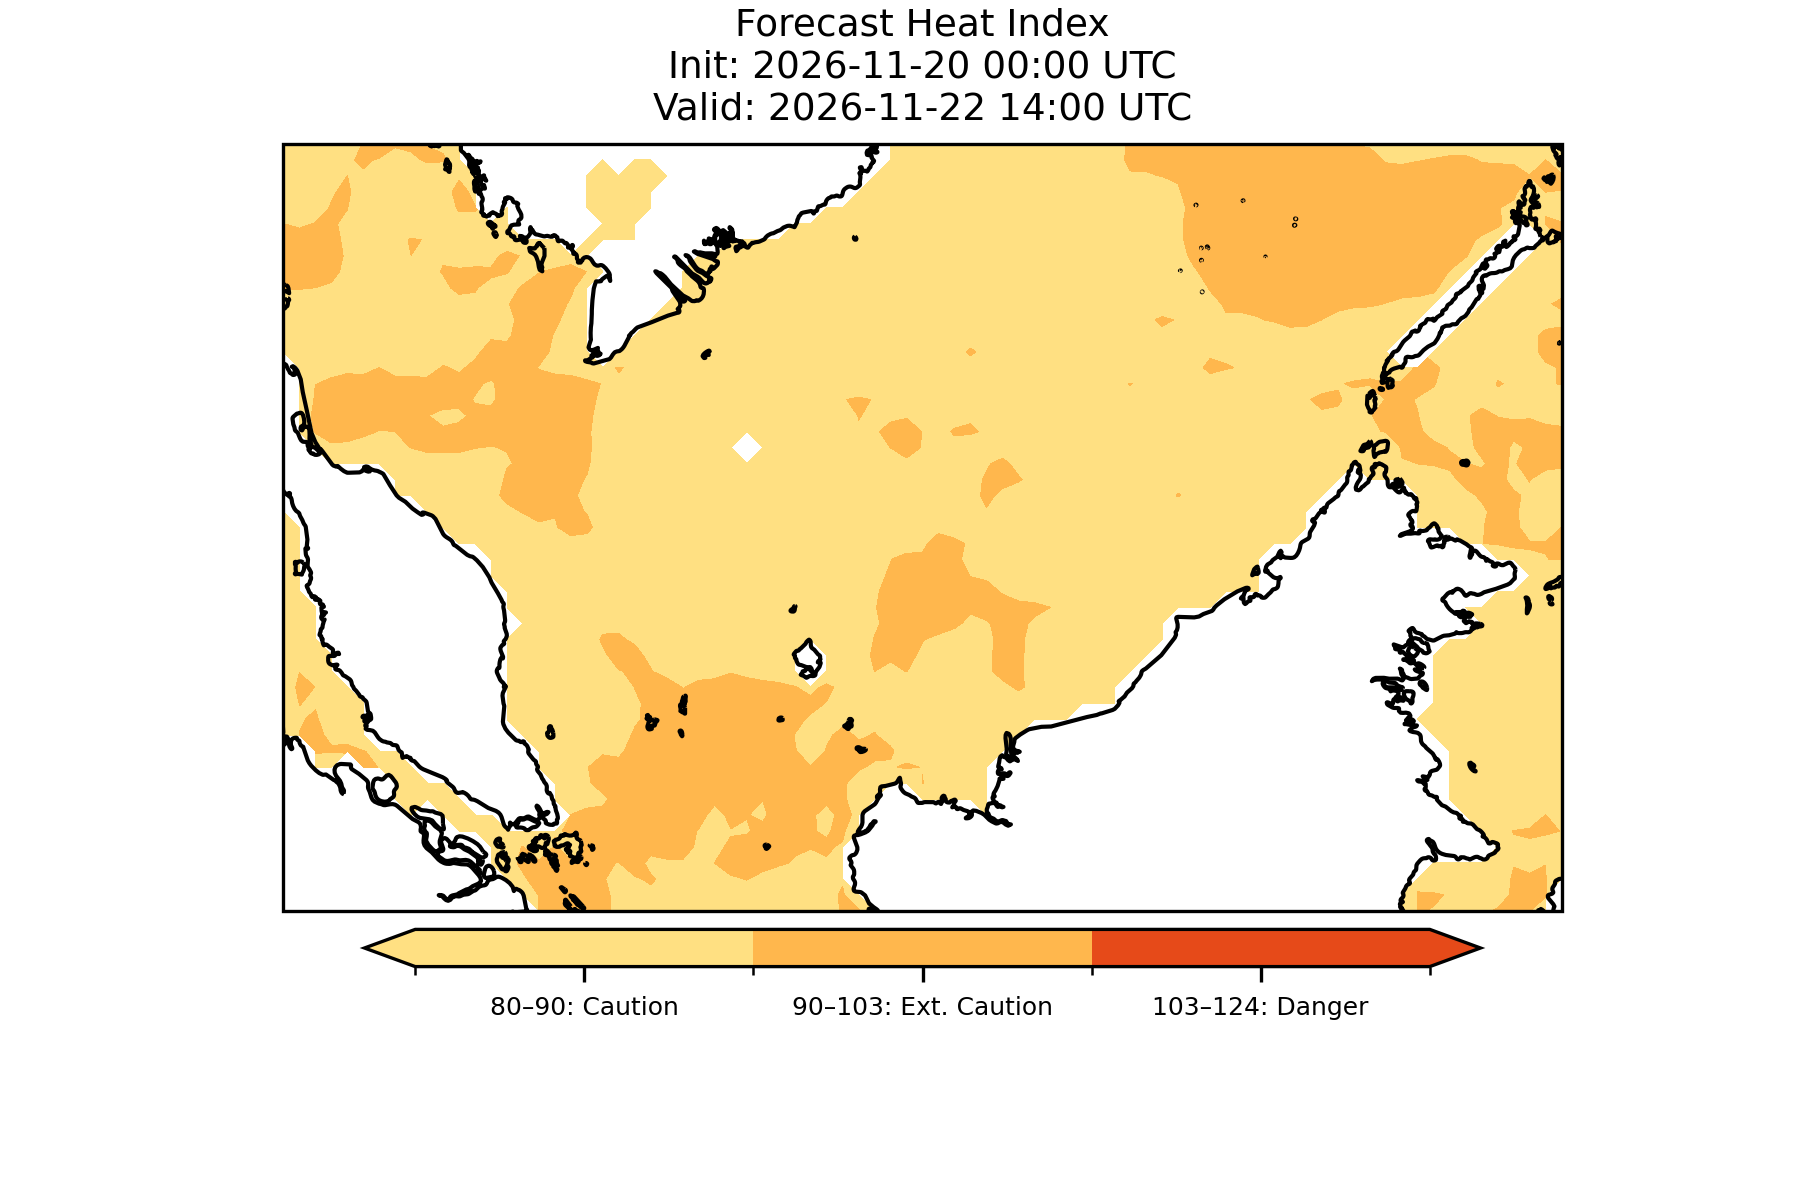 Forecast Heat Index
Init: 2026-11-20 00:00 UTC
Valid: 2026-11-22 14:00 UTC
80–90: Caution
90–103: Ext. Caution
103–124: Danger